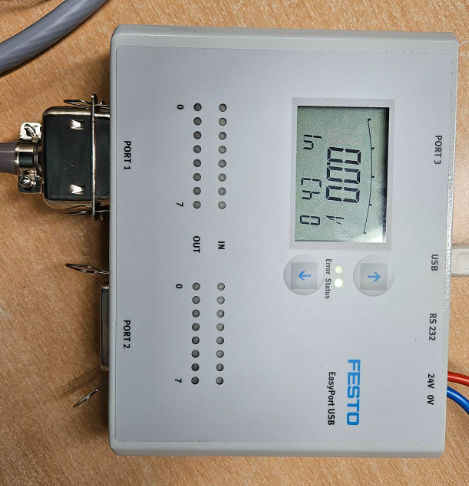 PORT 3
USB
RS 232
24V 0V
0.00 V
In Ch 0
Error Status
FESTO
EasyPort USB
IN
OUT
0
7
0
7
PORT 1
PORT 2